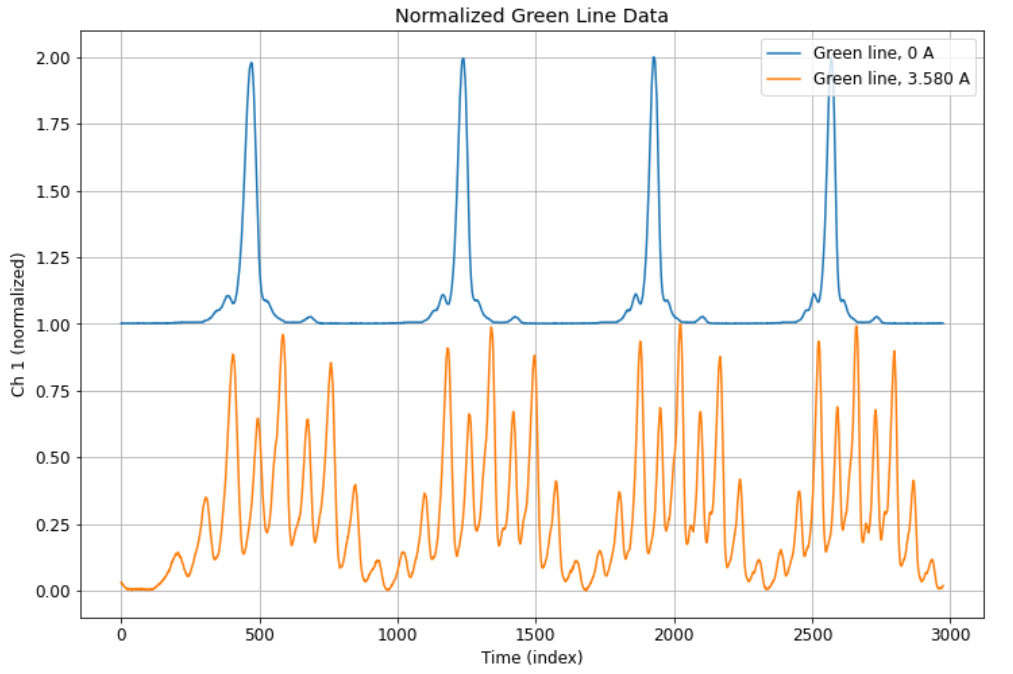 Normalized Green Line Data
Green line, 0 A
Green line, 3.580 A
Ch 1 (normalized)
2.00
1.75
1.50
1.25
1.00
0.75
0.50
0.25
0.00
0 500 1000 1500 2000 2500 3000
Time (index)